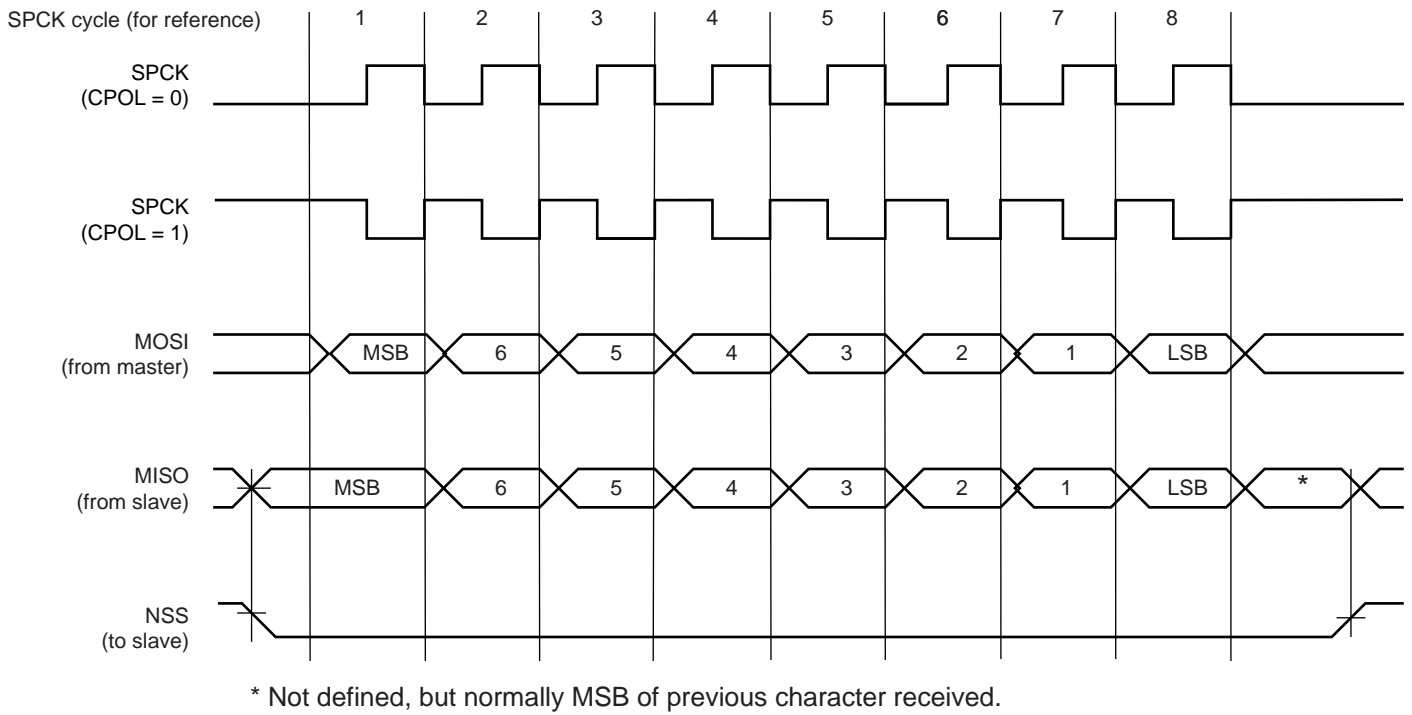 SPCK cycle (for reference) 1 2 3 4 5 6 7 8
SPCK
(CPOL = 0)
SPCK
(CPOL = 1)
MOSI
(from master)
MSB 6 5 4 3 2 1 LSB
MISO
(from slave)
MSB 6 5 4 3 2 1 LSB *
NSS
(to slave)
* Not defined, but normally MSB of previous character received.